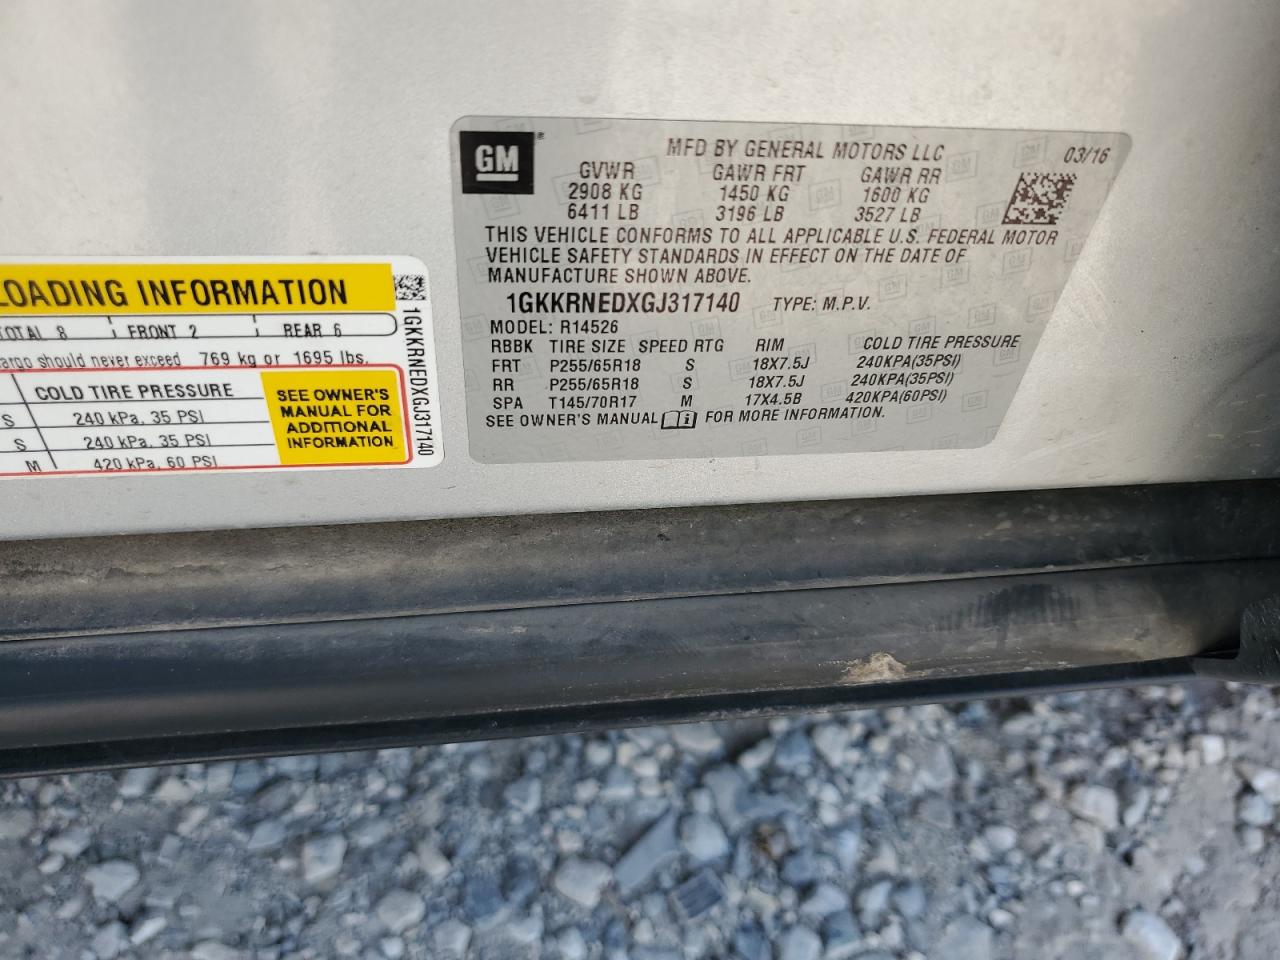 GM
MFD BY GENERAL MOTORS LLC 03/16
GVWR GAWR FRT GAWR RR
2908 KG 1450 KG 1600 KG
6411 LB 3196 LB 3527 LB
THIS VEHICLE CONFORMS TO ALL APPLICABLE U.S. FEDERAL MOTOR
VEHICLE SAFETY STANDARDS IN EFFECT ON THE DATE OF
MANUFACTURE SHOWN ABOVE.
1GKKRNEDXGJ317140 TYPE: M.P.V.
MODEL: R14526
RBBK TIRE SIZE SPEED RTG RIM COLD TIRE PRESSURE
FRT P255/65R18 S 18X7.5J 240KPA(35PSI)
RR P255/65R18 S 18X7.5J 240KPA(35PSI)
SPA T145/70R17 M 17X4.5B 420KPA(60PSI)
SEE OWNER'S MANUAL FOR MORE INFORMATION.
LOADING INFORMATION
TOTAL 8 FRONT 2 REAR 6
cargo should never exceed 769 kg or 1695 lbs.
COLD TIRE PRESSURE
S 240 kPa, 35 PSI
S 240 kPa, 35 PSI
M 420 kPa, 60 PSI
SEE OWNER'S
MANUAL FOR
ADDITIONAL
INFORMATION
1GKKRNEDXGJ317140